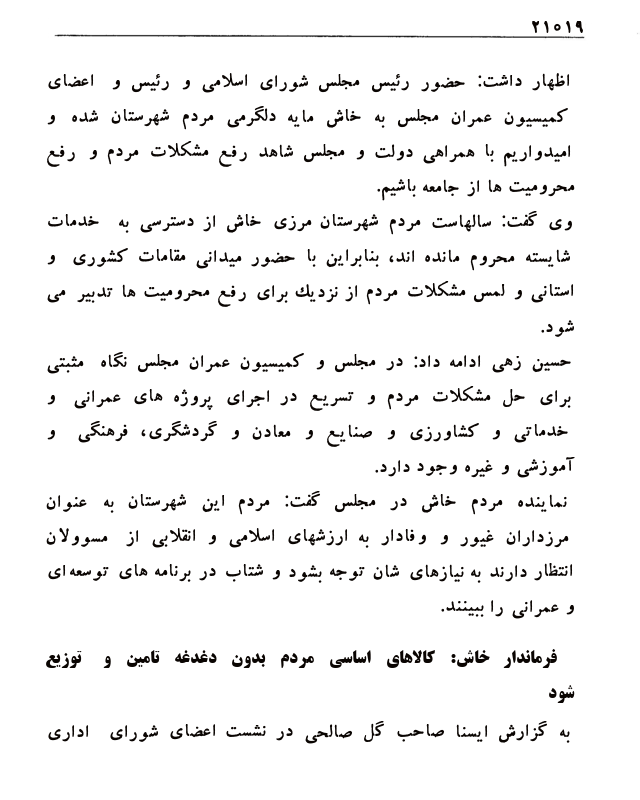 ۲۱۰۱۹
اظهار داشت: حضور رئیس مجلس شورای اسلامی و رئیس و اعضای
کمیسیون عمران مجلس به خاش مایه دلگرمی مردم شهرستان شده و
امیدواریم با همراهی دولت و مجلس شاهد رفع مشکلات مردم و رفع
محرومیت ها از جامعه باشیم.
وی گفت: سالهاست مردم شهرستان مرزی خاش از دسترسی به خدمات
شایسته محروم مانده اند، بنابراین با حضور میدانی مقامات کشوری و
استانی و لمس مشکلات مردم از نزدیك برای رفع محرومیت ها تدبیر می
شود.
حسین زهی ادامه داد: در مجلس و کمیسیون عمران مجلس نگاه مثبتی
برای حل مشکلات مردم و تسریع در اجرای پروژه های عمرانی و
خدماتی و کشاورزی و صنایع و معادن و گردشگری، فرهنگی و
آموزشی و غیره وجود دارد.
نماینده مردم خاش در مجلس گفت: مردم این شهرستان به عنوان
مرزداران غیور و وفادار به ارزشهای اسلامی و انقلابی از مسوولان
انتظار دارند به نیازهای شان توجه بشود و شتاب در برنامه های توسعه‌ای
و عمرانی را ببینند.
فرماندار خاش: کالاهای اساسی مردم بدون دغدغه تامین و توزیع
شود
به گزارش ایسنا صاحب گل صالحی در نشست اعضای شورای اداری